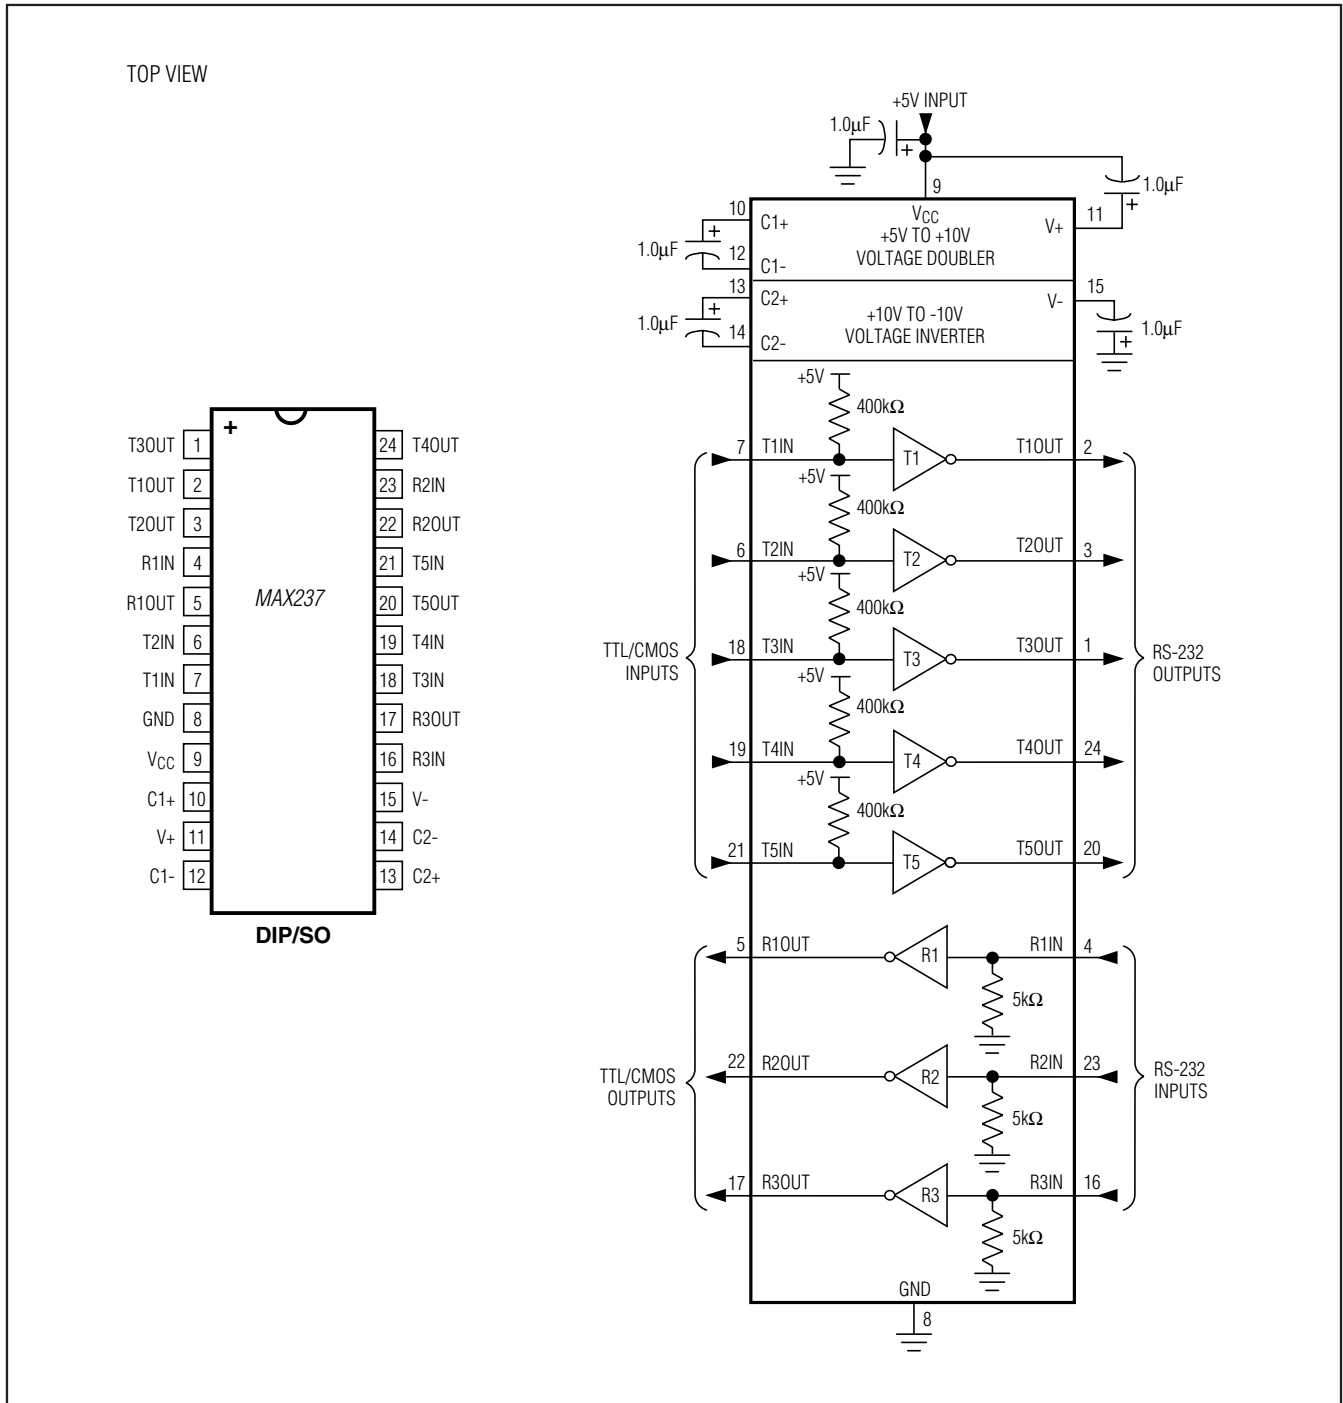 TOP VIEW
T3OUT 1
T1OUT 2
T2OUT 3
R1IN 4
R1OUT 5
T2IN 6
T1IN 7
GND 8
VCC 9
C1+ 10
V+ 11
C1- 12
+
MAX237
24 T4OUT
23 R2IN
22 R2OUT
21 T5IN
20 T5OUT
19 T4IN
18 T3IN
17 R3OUT
16 R3IN
15 V-
14 C2-
13 C2+
DIP/SO
+5V INPUT
1.0µF
+
9
1.0µF
+
10
C1+
VCC
+5V TO +10V
VOLTAGE DOUBLER
V+
11
1.0µF
+
12
C1-
13
C2+
+10V TO -10V
VOLTAGE INVERTER
V-
15
1.0µF
+
14
C2-
1.0µF
+
+5V
400kΩ
7 T1IN T1 T1OUT 2
+5V
400kΩ
6 T2IN T2 T2OUT 3
+5V
400kΩ
18 T3IN T3 T3OUT 1
TTL/CMOS
INPUTS
RS-232
OUTPUTS
+5V
400kΩ
19 T4IN T4 T4OUT 24
+5V
400kΩ
21 T5IN T5 T5OUT 20
5 R1OUT R1 R1IN 4
5kΩ
22 R2OUT R2 R2IN 23
TTL/CMOS
OUTPUTS
RS-232
INPUTS
5kΩ
17 R3OUT R3 R3IN 16
5kΩ
GND
8